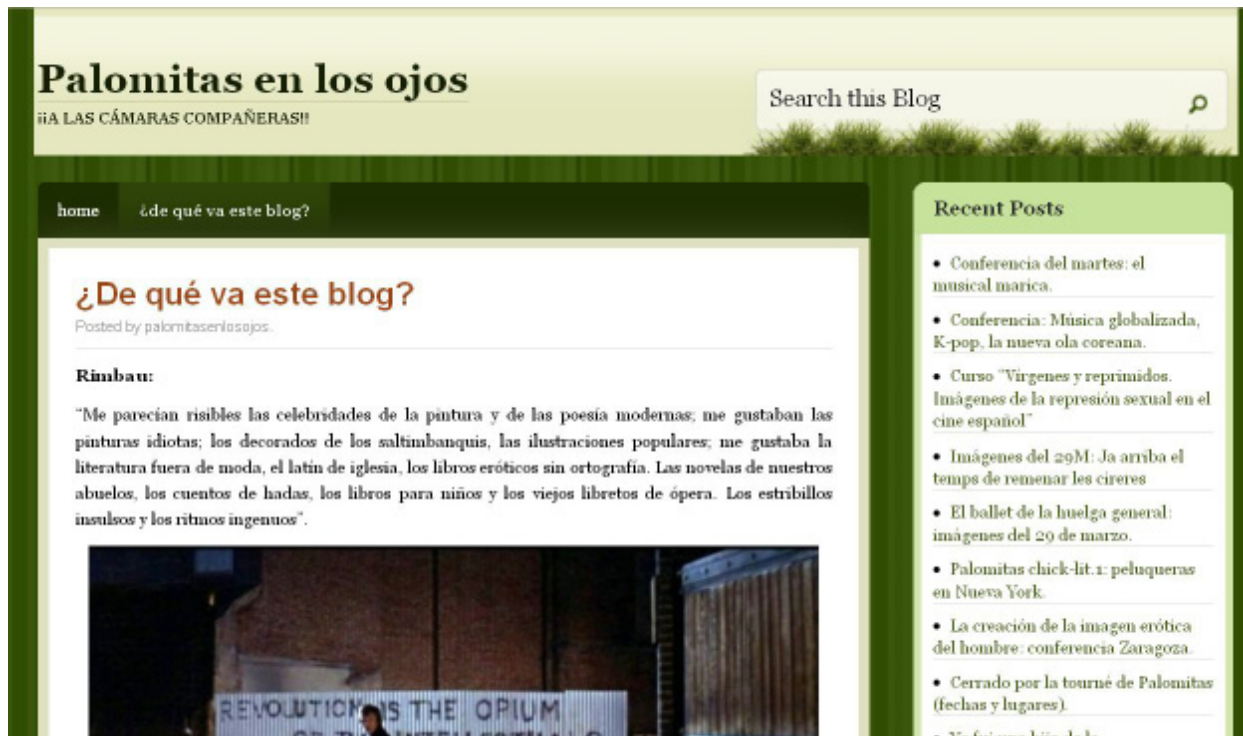 Palomitas en los ojos
¡¡A LAS CÁMARAS COMPAÑERAS!!
Search this Blog
home
¿de qué va este blog?
¿De qué va este blog?
Posted by palomitasenlosojos.
Rimbau:
“Me parecían risibles las celebridades de la pintura y de las poesía modernas; me gustaban las
pinturas idiotas; los decorados de los saltimbanquis, las ilustraciones populares; me gustaba la
literatura fuera de moda, el latín de iglesia, los libros eróticos sin ortografía. Las novelas de nuestros
abuelos, los cuentos de hadas, los libros para niños y los viejos libretos de ópera. Los estribillos
insulsos y los ritmos ingenuos”.
REVOLUTION IS THE OPIUM
Recent Posts
Conferencia del martes: el
musical marica.
Conferencia: Música globalizada,
K-pop, la nueva ola coreana.
Curso "Vírgenes y reprimidos.
Imágenes de la represión sexual en el
cine español"
Imágenes del 29M: Ja arriba el
temps de remenar les cireres
El ballet de la huelga general:
imágenes del 29 de marzo.
Palomitas chick-lit.1: peluqueras
en Nueva York.
La creación de la imagen erótica
del hombre: conferencia Zaragoza.
Cerrado por la tourné de Palomitas
(fechas y lugares).